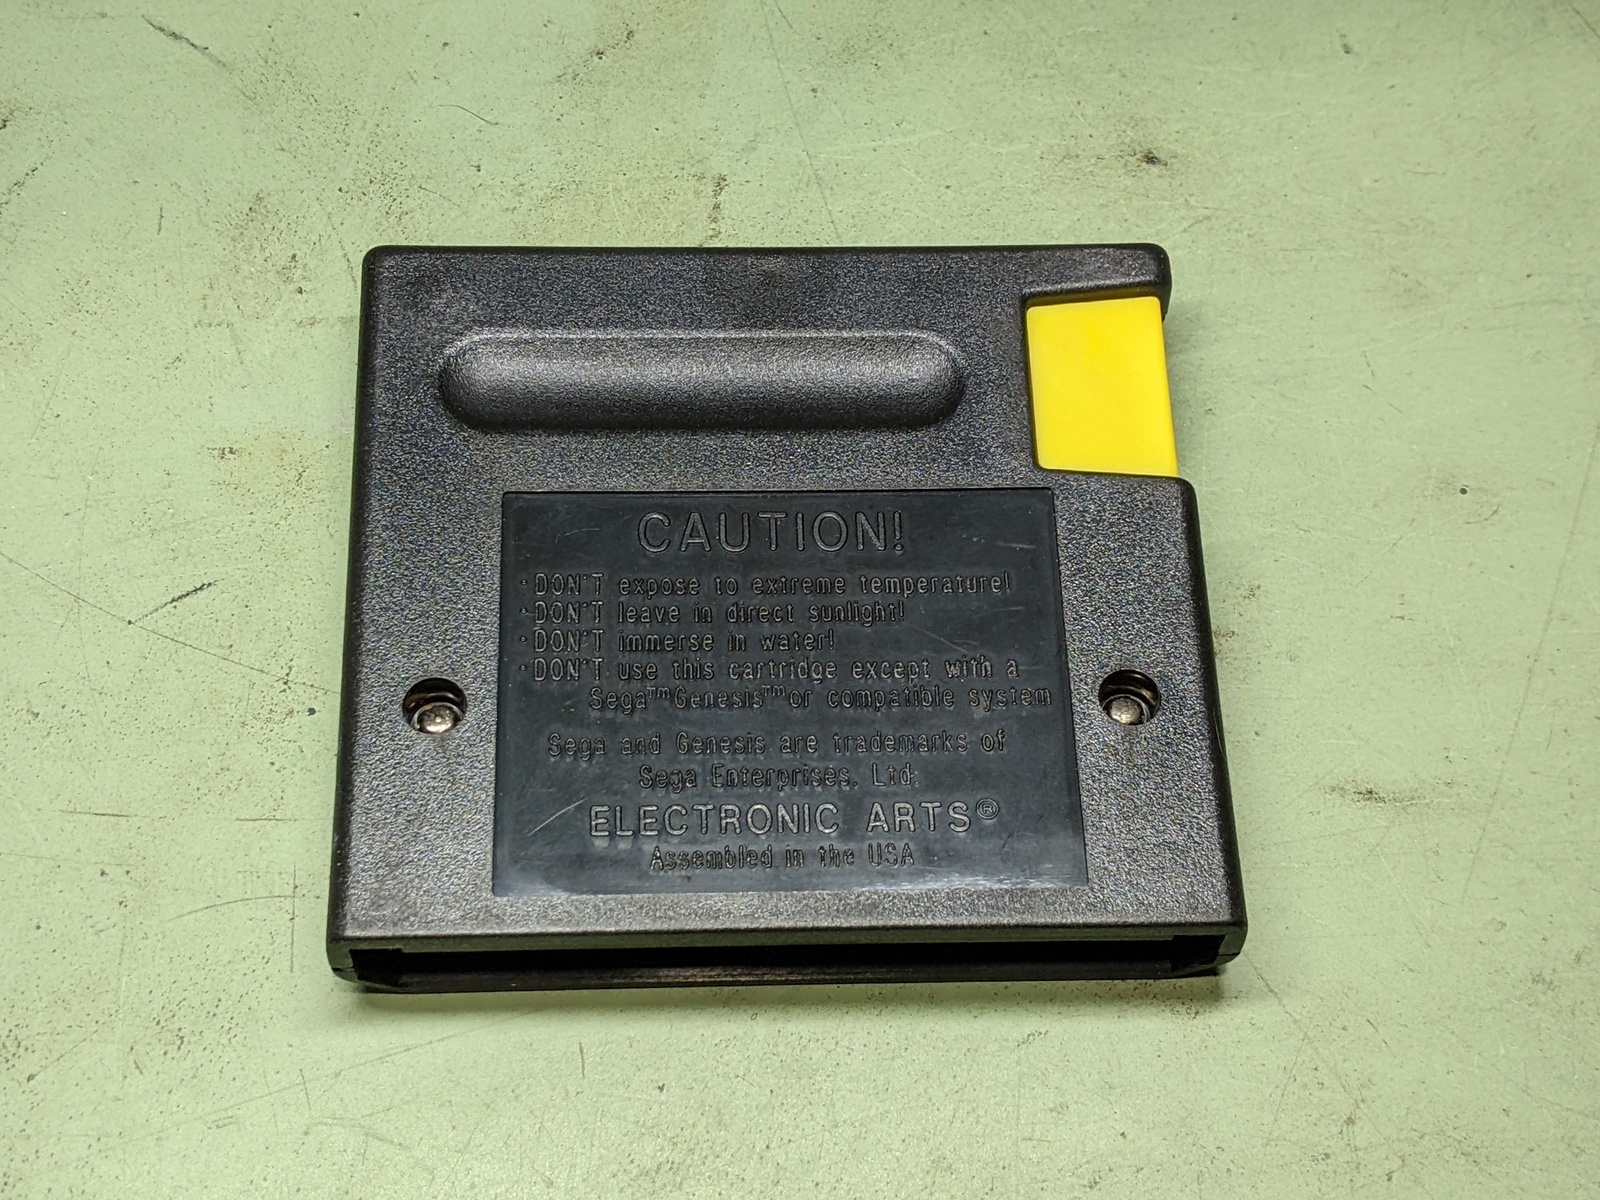 CAUTION!
· DON'T expose to extreme temperature!
· DON'T leave in direct sunlight!
· DON'T immerse in water!
· DON'T use this cartridge except with a
Sega™ Genesis™ or compatible system
Sega and Genesis are trademarks of
Sega Enterprises, Ltd.
ELECTRONIC ARTS®
Assembled in the USA